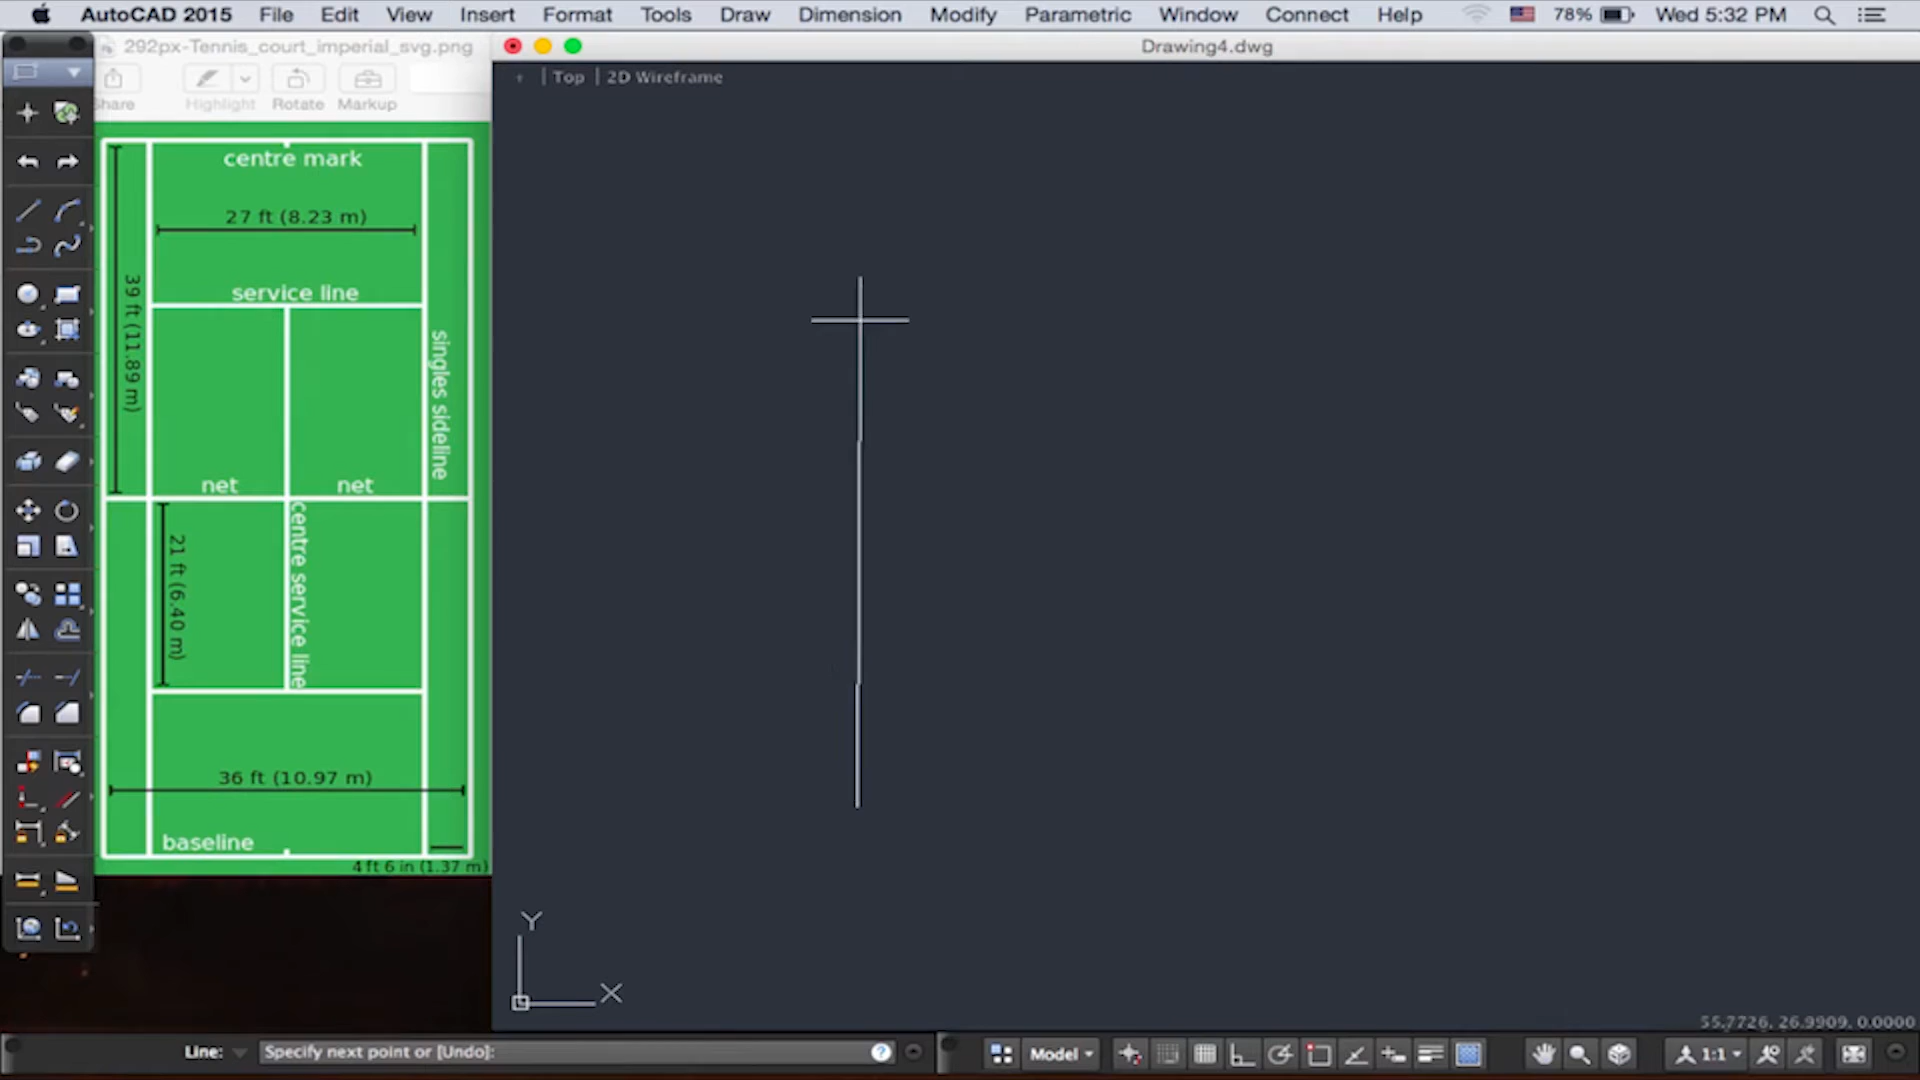 AutoCAD 2015 File Edit View Insert Format Tools Draw Dimension Modify Parametric Window Connect Help 78% Wed 5:32 PM
292px-Tennis_court_imperial_svg.png
Drawing4.dwg
Share Highlight Rotate Markup
Top 2D Wireframe
centre mark
27 ft (8.23 m)
39 ft (11.89 m)
service line
singles sideline
net net
centre service line
21 ft (6.40 m)
36 ft (10.97 m)
baseline
4 ft 6 in (1.37 m)
Y
X
55.7726, 26.9909, 0.0000
Line: Specify next point or [Undo]: ? Model 1:1